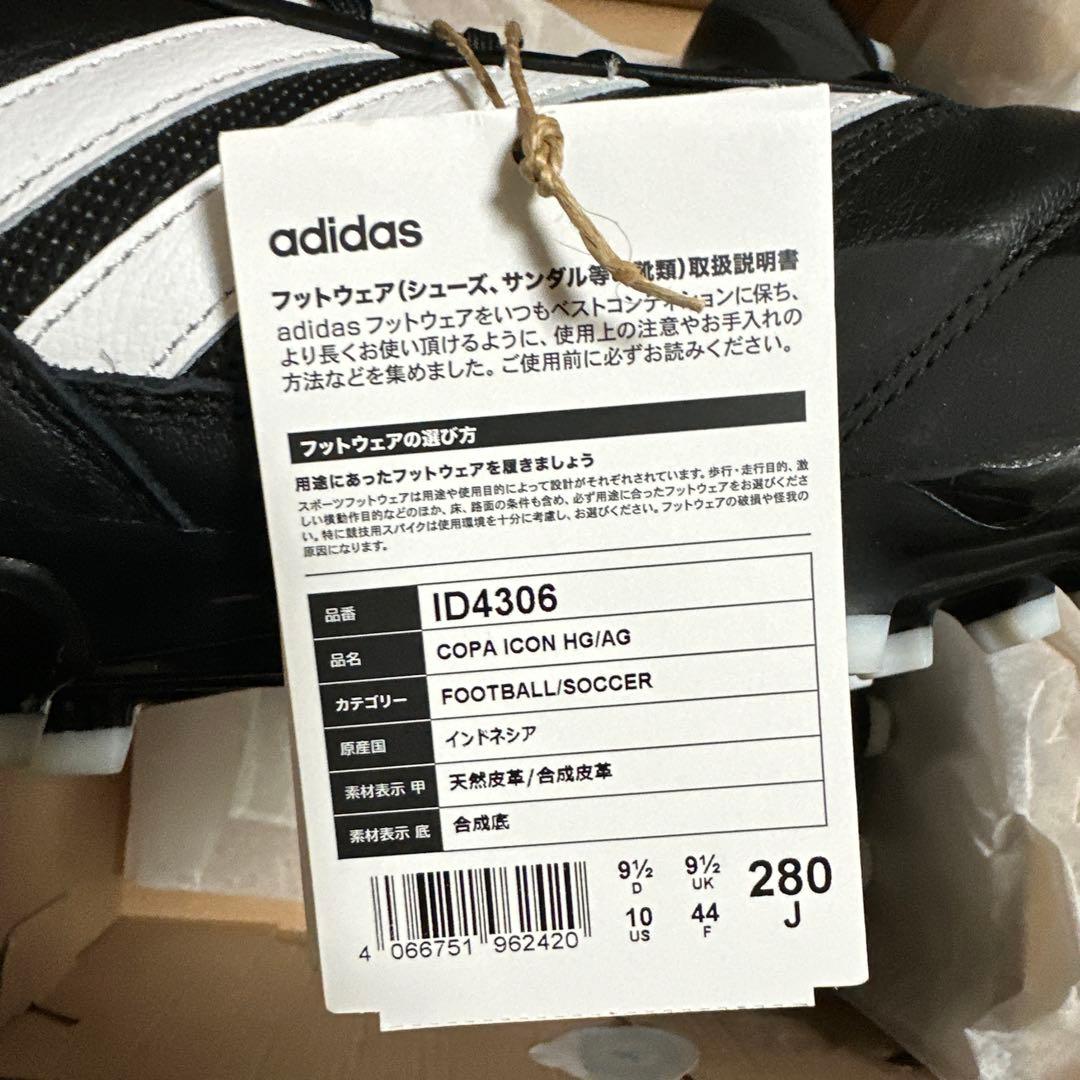 adidas
フットウェア(シューズ、サンダル等 靴類)取扱説明書
adidas フットウェアをいつもベストコンディションに保ち、
より長くお使い頂けるように、使用上の注意やお手入れの
方法などを集めました。ご使用前に必ずお読みください。
フットウェアの選び方
用途にあったフットウェアを履きましょう
スポーツフットウェアは用途や使用目的によって設計がそれぞれされています。歩行・走行目的、激
しい横動作目的などのほか、床、路面の条件も含め、必ず用途に合ったフットウェアをお選びくださ
い。特に競技用スパイクは使用環境を十分に考慮し、お選びください。フットウェアの破損や怪我の
原因になります。
品番 ID4306
品名 COPA ICON HG/AG
カテゴリー FOOTBALL/SOCCER
原産国 インドネシア
素材表示 甲 天然皮革/合成皮革
素材表示 底 合成底
9½ 9½ 280
D UK J
10 44
US F
4 066751 962420